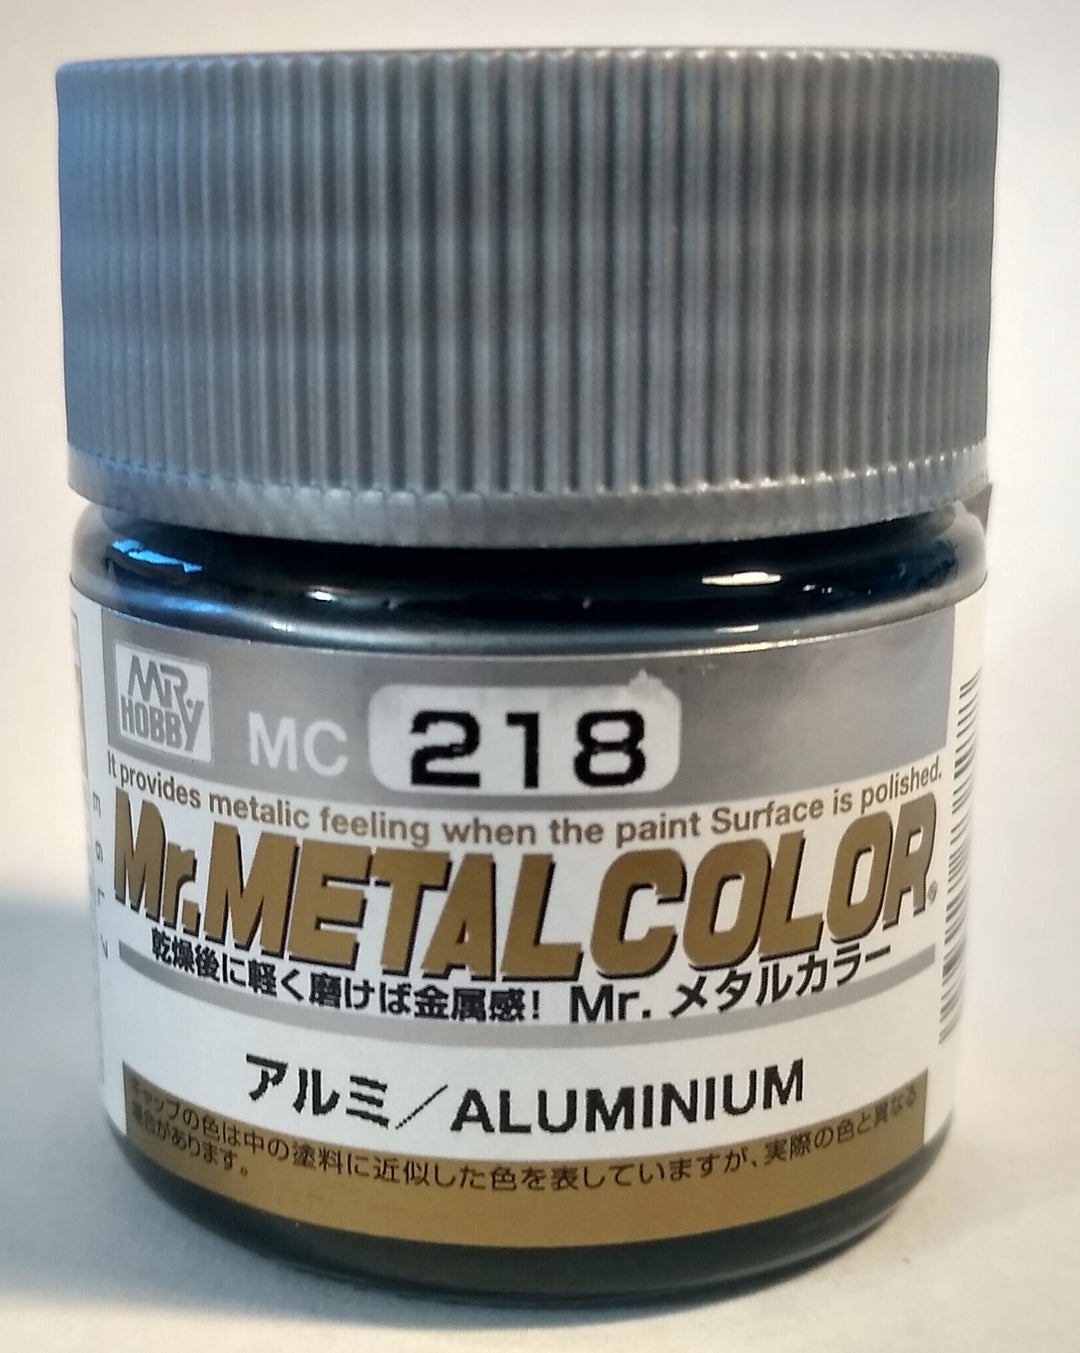 MR. HOBBY
MC 218
It provides metalic feeling when the paint Surface is polished.
Mr. METAL COLOR®
乾燥後に軽く磨けば金属感! Mr. メタルカラー
アルミ／ALUMINIUM
キャップの色は中の塗料に近似した色を表していますが、実際の色と異なる
場合があります。